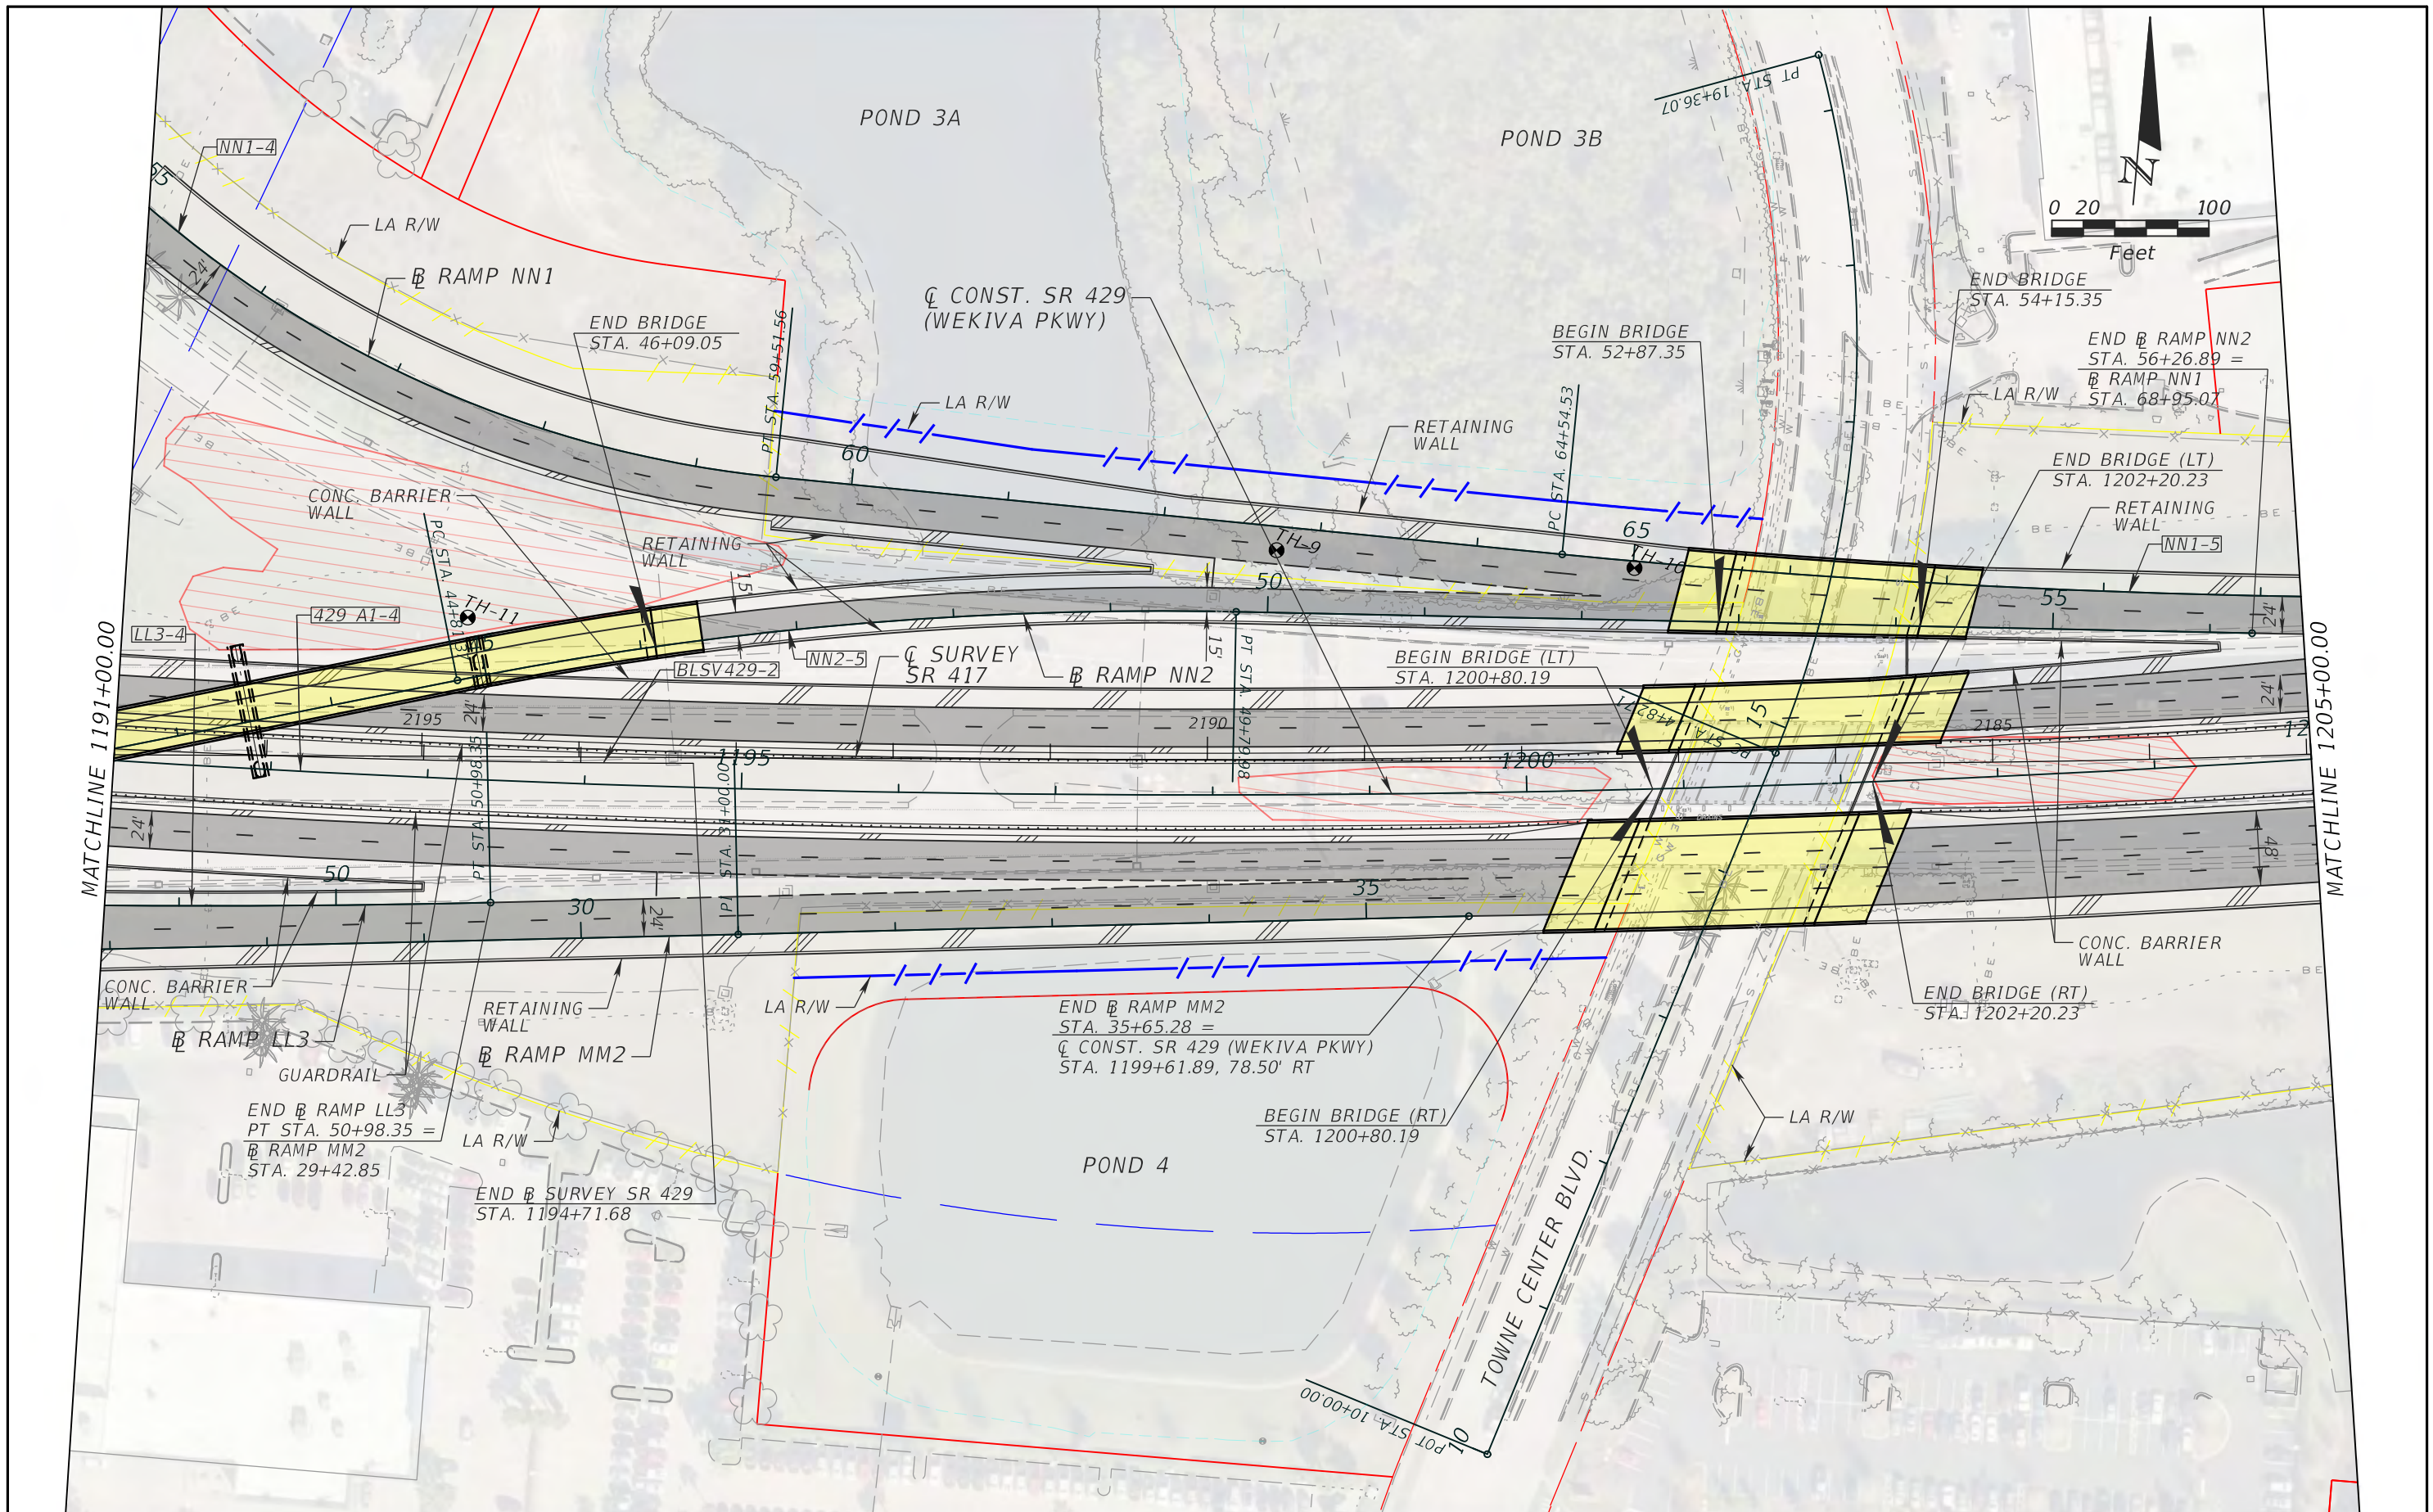 POND 3A
POND 3B
PT STA. 19+36.07
0 20 100
Feet
N
NN1-4
LA R/W
℄ CONST. SR 429
(WEKIVA PKWY)
B̲L RAMP NN1
24'
END BRIDGE
STA. 46+09.05
PT STA. 59+51.56
LA R/W
60
BEGIN BRIDGE
STA. 52+87.35
END BRIDGE
STA. 54+15.35
END BL RAMP NN2
STA. 56+26.89 =
BL RAMP NN1
STA. 68+95.07
LA R/W
RETAINING
WALL
PC STA. 64+54.53
65
END BRIDGE (LT)
STA. 1202+20.23
RETAINING
WALL
NN1-5
CONC. BARRIER
WALL
RETAINING
WALL
TH-9
TH-10
50
55
24'
15'
TH-11
429 A1-4
LL3-4
MATCHLINE 1191+00.00
NN2-5
BLSV429-2
℄ SURVEY
SR 417
BL RAMP NN2
15'
PT STA. 49+79.98
BEGIN BRIDGE (LT)
STA. 1200+80.19
24'
MATCHLINE 1205+00.00
2195
24'
2190
15
2185
1195
1200
PT STA. 50+98.35
PI STA. 31+00.00
24'
48'
50
30
24'
35
CONC. BARRIER
WALL
CONC. BARRIER
WALL
RETAINING
WALL
LA R/W
BL RAMP LL3
BL RAMP MM2
GUARDRAIL
END BL RAMP MM2
STA. 35+65.28 =
℄ CONST. SR 429 (WEKIVA PKWY)
STA. 1199+61.89, 78.50' RT
END BRIDGE (RT)
STA. 1202+20.23
END BL RAMP LL3
PT STA. 50+98.35 =
BL RAMP MM2
STA. 29+42.85
LA R/W
BEGIN BRIDGE (RT)
STA. 1200+80.19
LA R/W
POND 4
END BL SURVEY SR 429
STA. 1194+71.68
TOWNE CENTER BLVD.
POT STA. 10+00.00
10